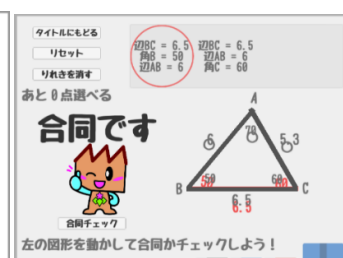 タイトルにもどる
リセット
りれきを消す
辺BC = 6.5
角B = 50
辺AB = 6
辺BC = 6.5
辺AB = 6
角C = 60
あと0点選べる
合同です
合同チェック
A
6
70
5.3
B
50
60
C
6.5
6.5
左の図形を動かして合同かチェックしよう！